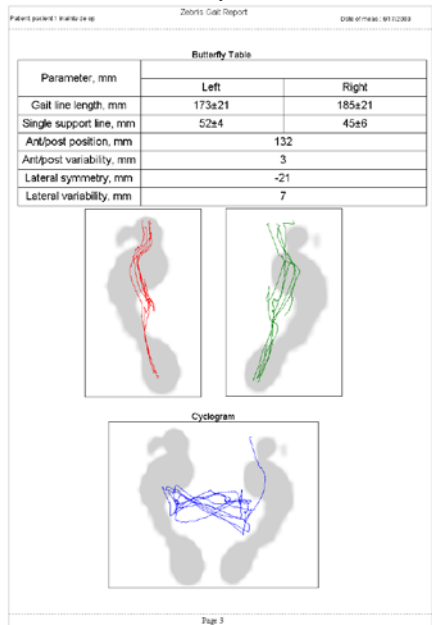 Zebris Gait Report
Butterfly Table
Parameter, mm
Left Right
Gait line length, mm 173±21 185±21
Single support line, mm 52±4 45±6
Ant/post position, mm 132
Ant/post variability, mm 3
Lateral symmetry, mm -21
Lateral variability, mm 7
Cyclogram
Page 3